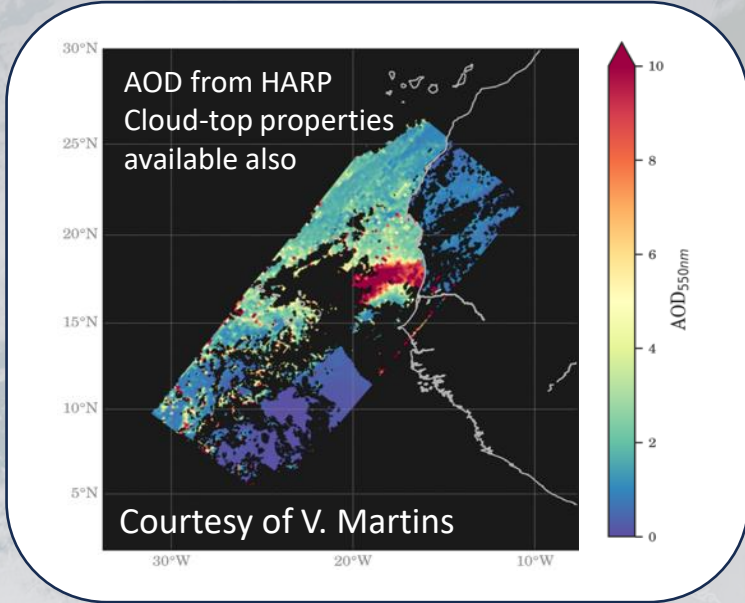 AOD from HARP
Cloud-top properties
available also
Courtesy of V. Martins
30°N
25°N
20°N
15°N
10°N
5°N
30°W
20°W
10°W
10
8
6
4
2
0
AOD550nm